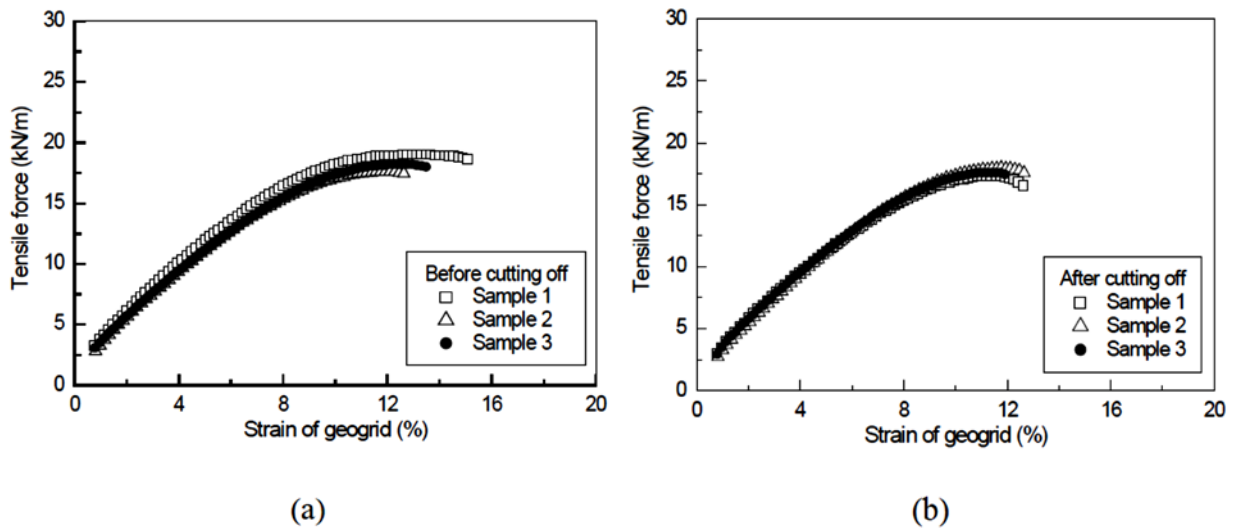 30
25
20
15
10
5
0
Tensile force (kN/m)
0 4 8 12 16 20
Strain of geogrid (%)
Before cutting off
Sample 1
Sample 2
Sample 3
(a)
30
25
20
15
10
5
0
Tensile force (kN/m)
0 4 8 12 16 20
Strain of geogrid (%)
After cutting off
Sample 1
Sample 2
Sample 3
(b)